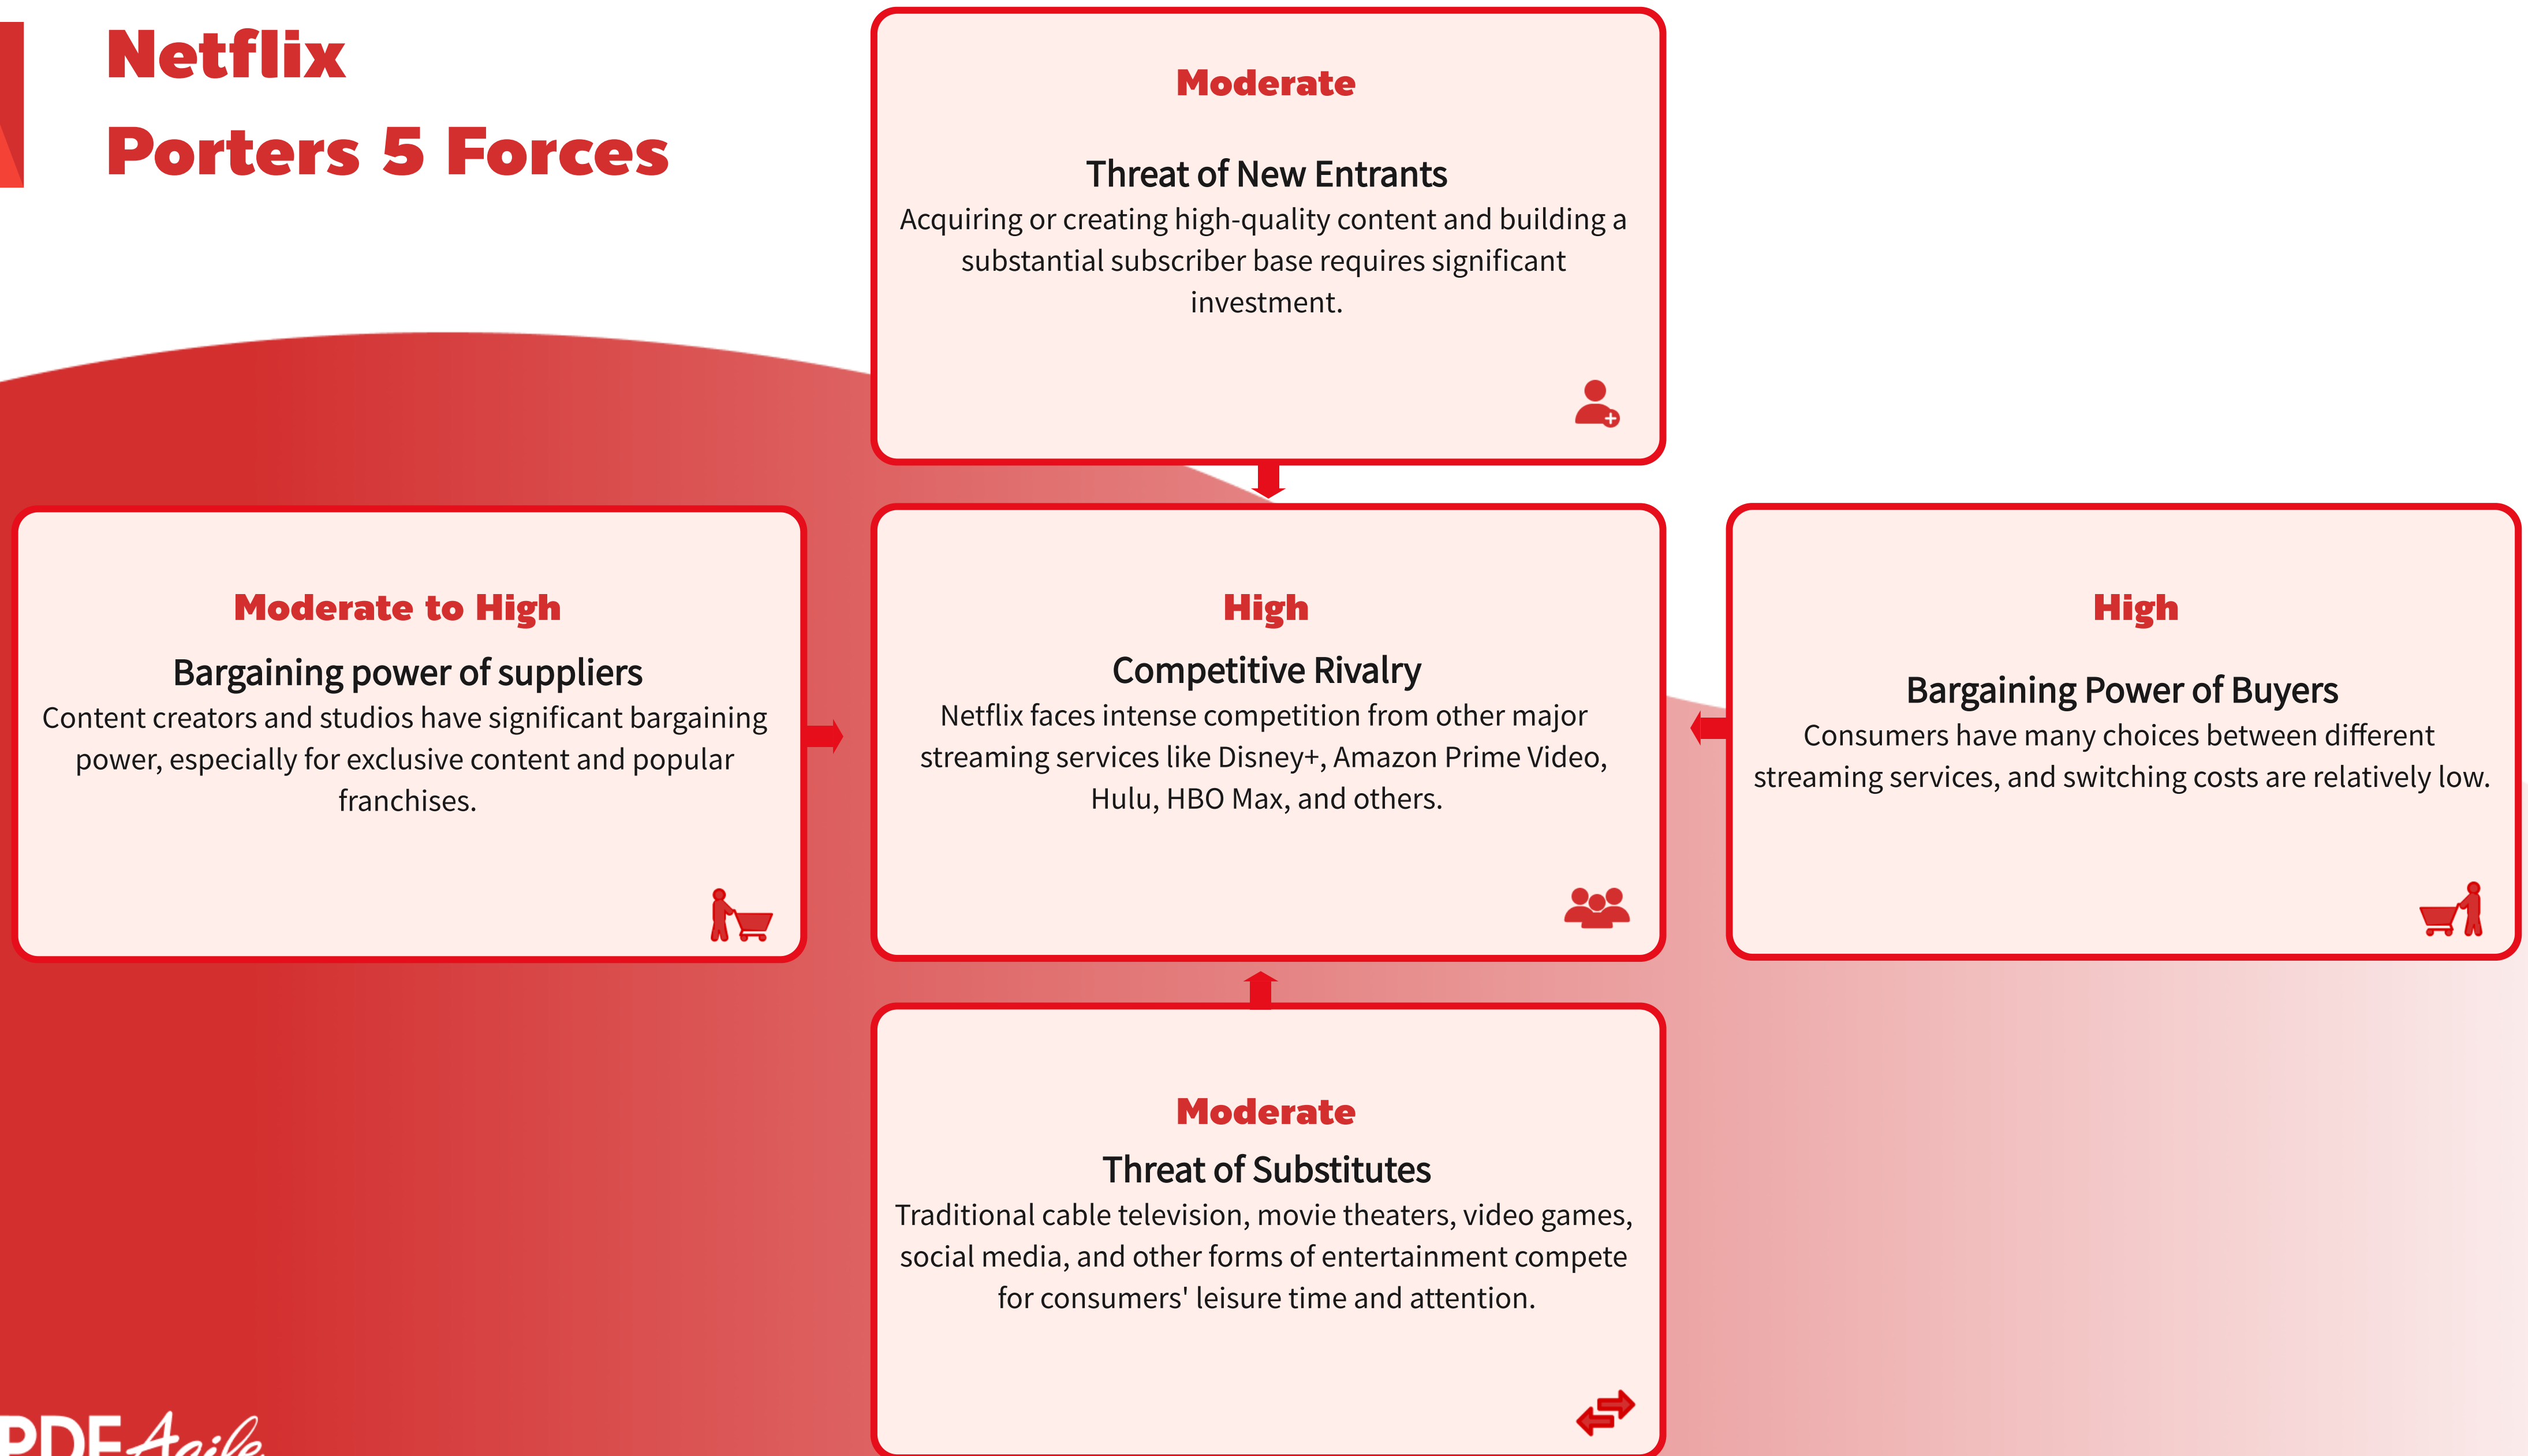 Netflix
Porters 5 Forces
Moderate
Threat of New Entrants
Acquiring or creating high-quality content and building a
substantial subscriber base requires significant
investment.
Moderate to High
Bargaining power of suppliers
Content creators and studios have significant bargaining
power, especially for exclusive content and popular
franchises.
High
Competitive Rivalry
Netflix faces intense competition from other major
streaming services like Disney+, Amazon Prime Video,
Hulu, HBO Max, and others.
High
Bargaining Power of Buyers
Consumers have many choices between different
streaming services, and switching costs are relatively low.
Moderate
Threat of Substitutes
Traditional cable television, movie theaters, video games,
social media, and other forms of entertainment compete
for consumers' leisure time and attention.
PDF Agile